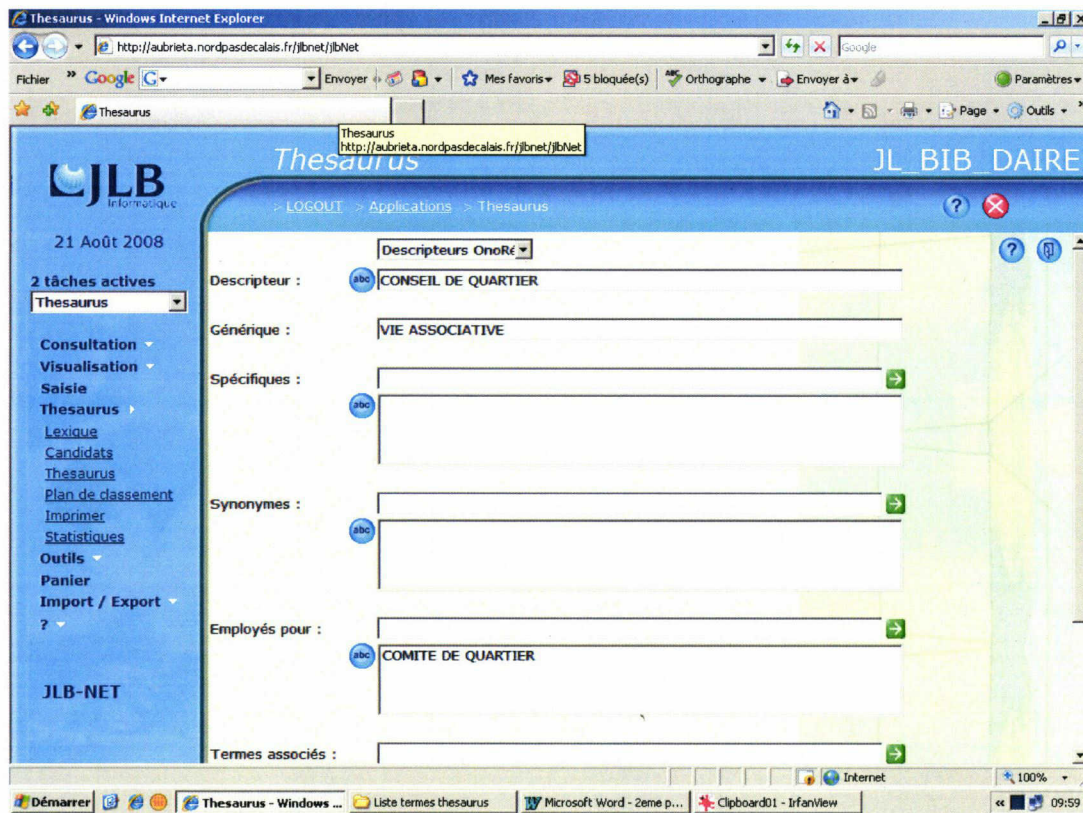 Thesaurus - Windows Internet Explorer
http://aubrieta.nordpasdecalais.fr/jlbnet/jlbNet
Google
Fichier » Google G Envoyer Mes favoris 5 bloquée(s) Orthographe Envoyer à Paramètres
Thesaurus Page Outils »
Thesaurus
http://aubrieta.nordpasdecalais.fr/jlbnet/jlbNet
Thesaurus JL_BIB_DAIRE
JLB
Informatique
> LOGOUT > Applications > Thesaurus ?
21 Août 2008
Descripteurs OnoRé ?
2 tâches actives
Thesaurus
Descripteur : abc CONSEIL DE QUARTIER
Générique : VIE ASSOCIATIVE
Consultation
Visualisation
Saisie
Thesaurus
Lexique
Candidats
Thesaurus
Plan de classement
Imprimer
Statistiques
Outils
Panier
Import / Export
?
JLB-NET
Spécifiques :
abc
Synonymes :
abc
Employés pour :
abc COMITE DE QUARTIER
Termes associés :
Internet 100%
Démarrer Thesaurus - Windows ... Liste termes thesaurus Microsoft Word - 2eme p... Clipboard01 - IrfanView « 09:59